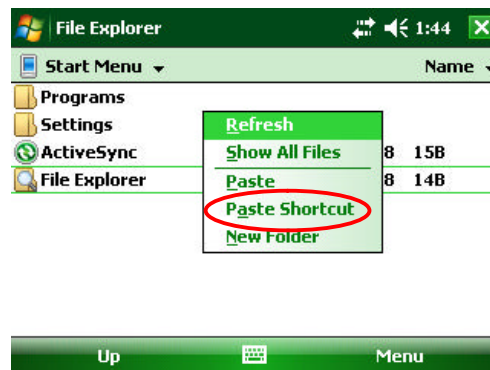 File Explorer 1:44
Start Menu Name
Programs
Settings
ActiveSync 8 15B
File Explorer 8 14B
Refresh
Show All Files
Paste
Paste Shortcut
New Folder
Up Menu